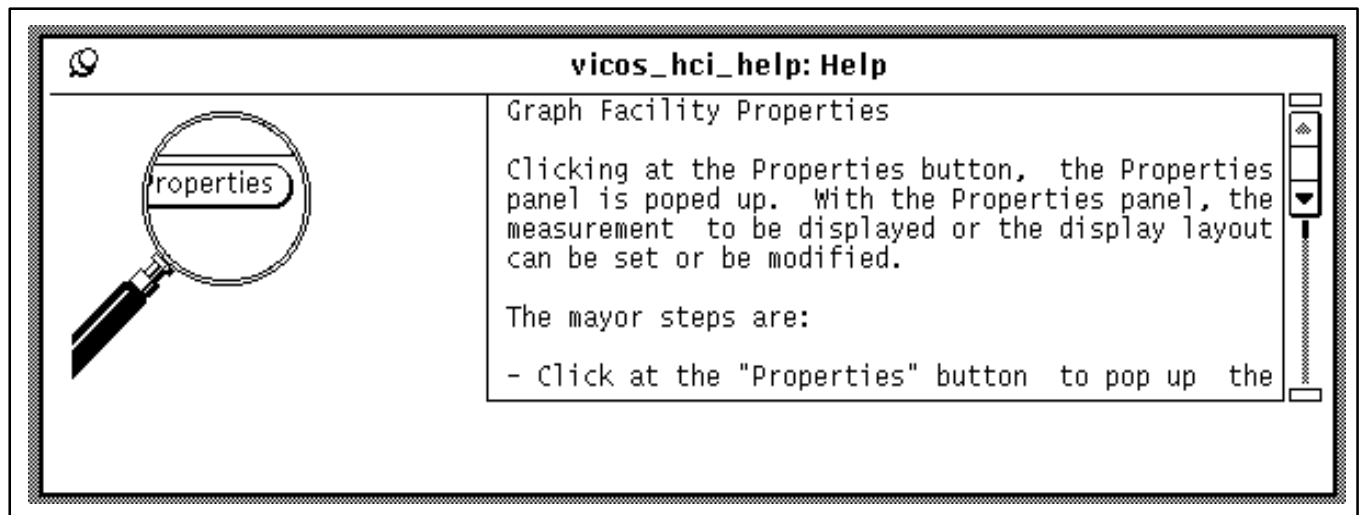 vicos_hci_help: Help
roperties
Graph Facility Properties
Clicking at the Properties button,  the Properties
panel is poped up.  With the Properties panel, the
measurement  to be displayed or the display layout
can be set or be modified.
The mayor steps are:
- Click at the "Properties" button  to pop up  the